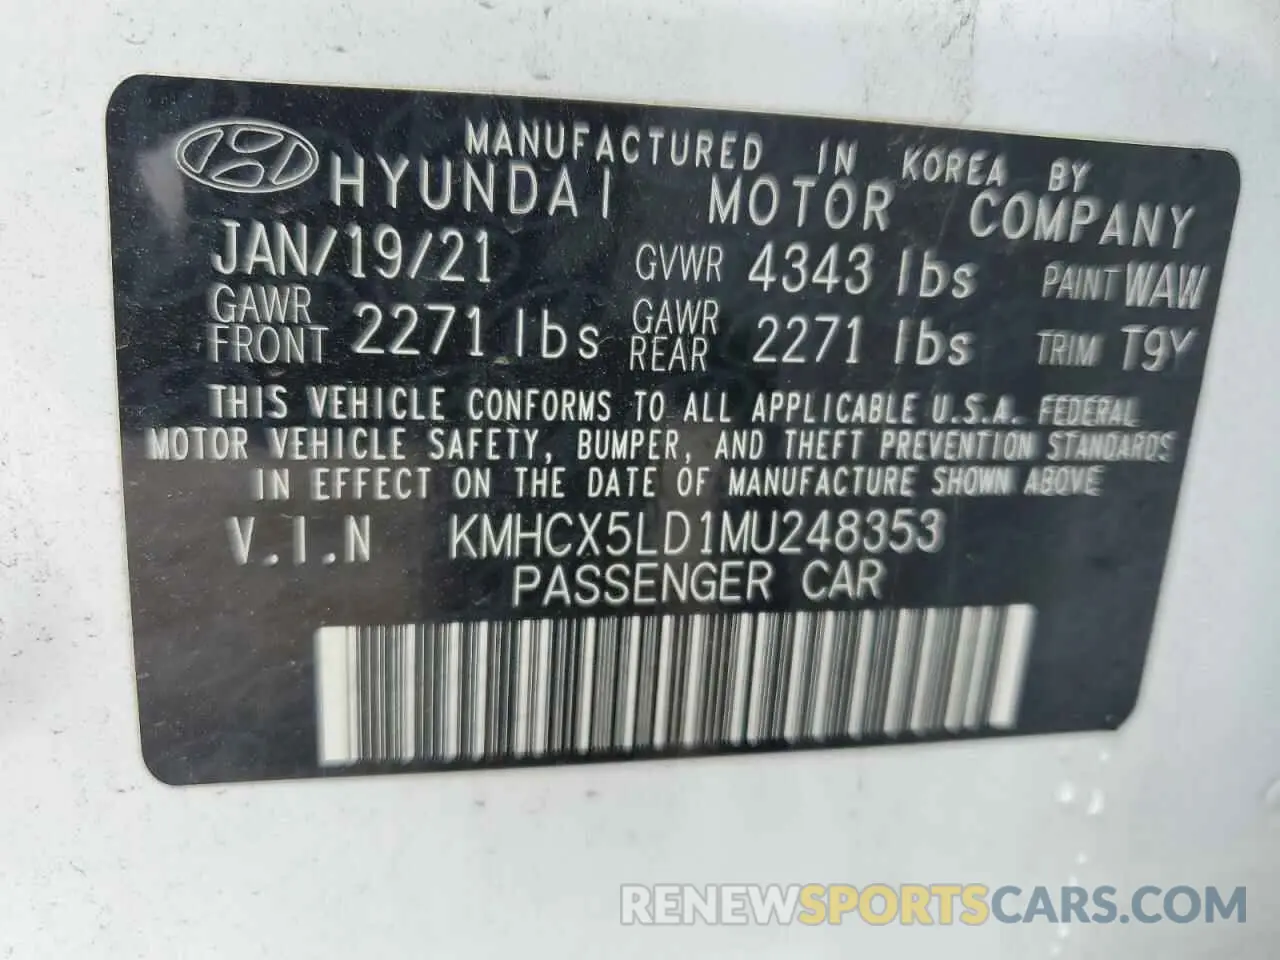 MANUFACTURED IN KOREA BY
HYUNDAI MOTOR COMPANY
JAN/19/21 GVWR 4343 lbs PAINT WAW
GAWR FRONT 2271 lbs GAWR REAR 2271 lbs TRIM T9Y
THIS VEHICLE CONFORMS TO ALL APPLICABLE U.S.A. FEDERAL
MOTOR VEHICLE SAFETY, BUMPER, AND THEFT PREVENTION STANDARDS
IN EFFECT ON THE DATE OF MANUFACTURE SHOWN ABOVE
V.I.N KMHCX5LD1MU248353
PASSENGER CAR
RENEWSPORTSCARS.COM